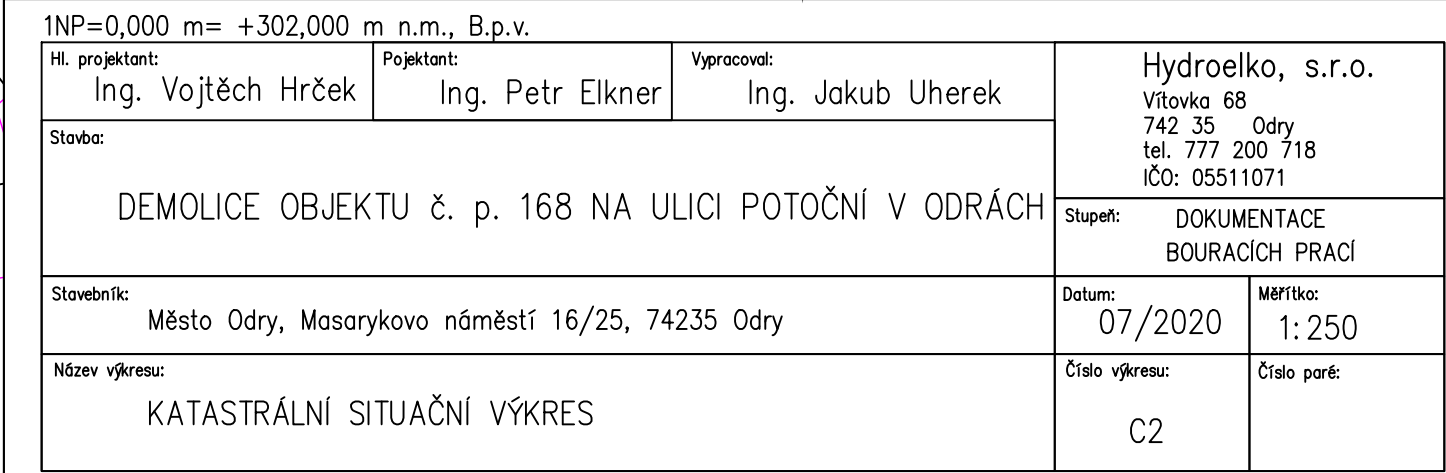 1NP=0,000 m= +302,000 m n.m., B.p.v.
Hl. projektant:
Ing. Vojtěch Hrček
Pojektant:
Ing. Petr Elkner
Vypracoval:
Ing. Jakub Uherek
Hydroelko, s.r.o.
Vítovka 68
742 35 Odry
tel. 777 200 718
IČO: 05511071
Stavba:
DEMOLICE OBJEKTU č. p. 168 NA ULICI POTOČNÍ V ODRÁCH
Stupeň:
DOKUMENTACE
BOURACÍCH PRACÍ
Stavebník:
Město Odry, Masarykovo náměstí 16/25, 74235 Odry
Datum:
07/2020
Měřítko:
1:250
Název výkresu:
KATASTRÁLNÍ SITUAČNÍ VÝKRES
Číslo výkresu:
C2
Číslo paré: